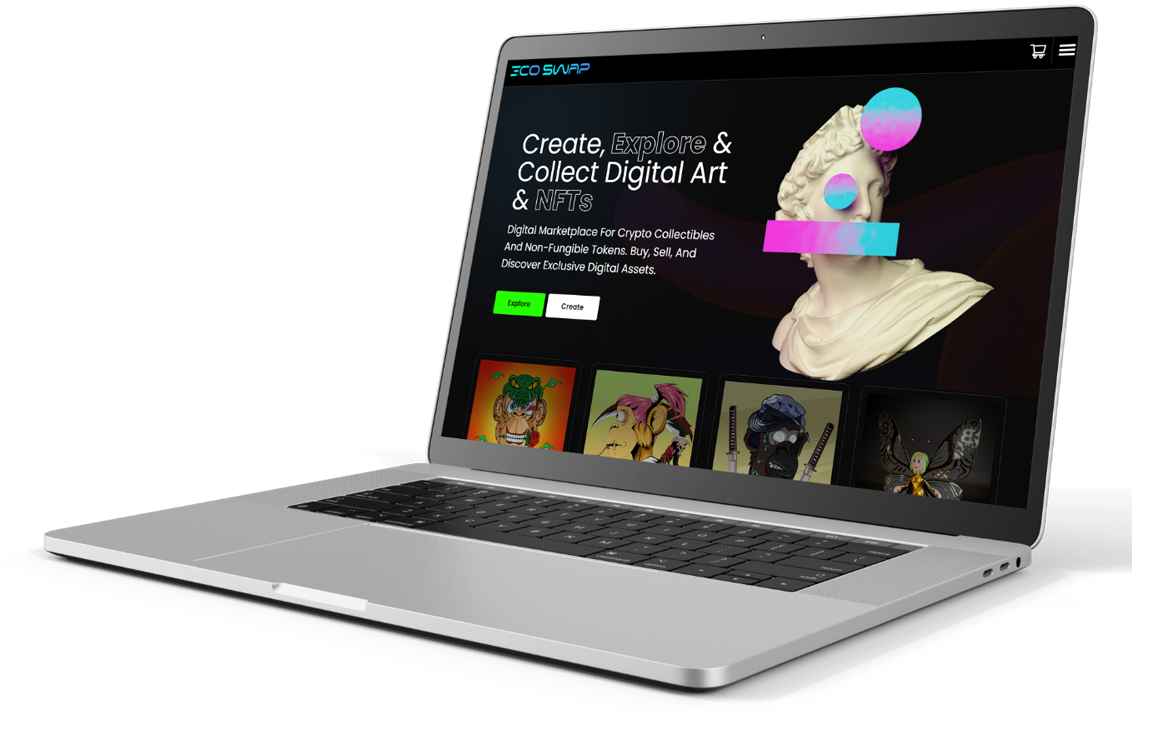 ECO SWAP
Create, Explore &
Collect Digital Art
& NFTs
Digital Marketplace For Crypto Collectibles
And Non-Fungible Tokens. Buy, Sell, And
Discover Exclusive Digital Assets.
Explore
Create